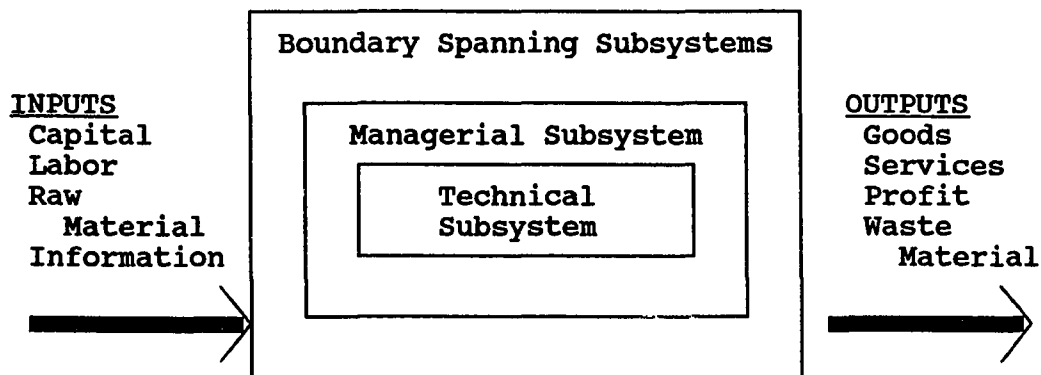 Boundary Spanning Subsystems
INPUTS
Capital
Labor
Raw
Material
Information
Managerial Subsystem
Technical
Subsystem
OUTPUTS
Goods
Services
Profit
Waste
Material